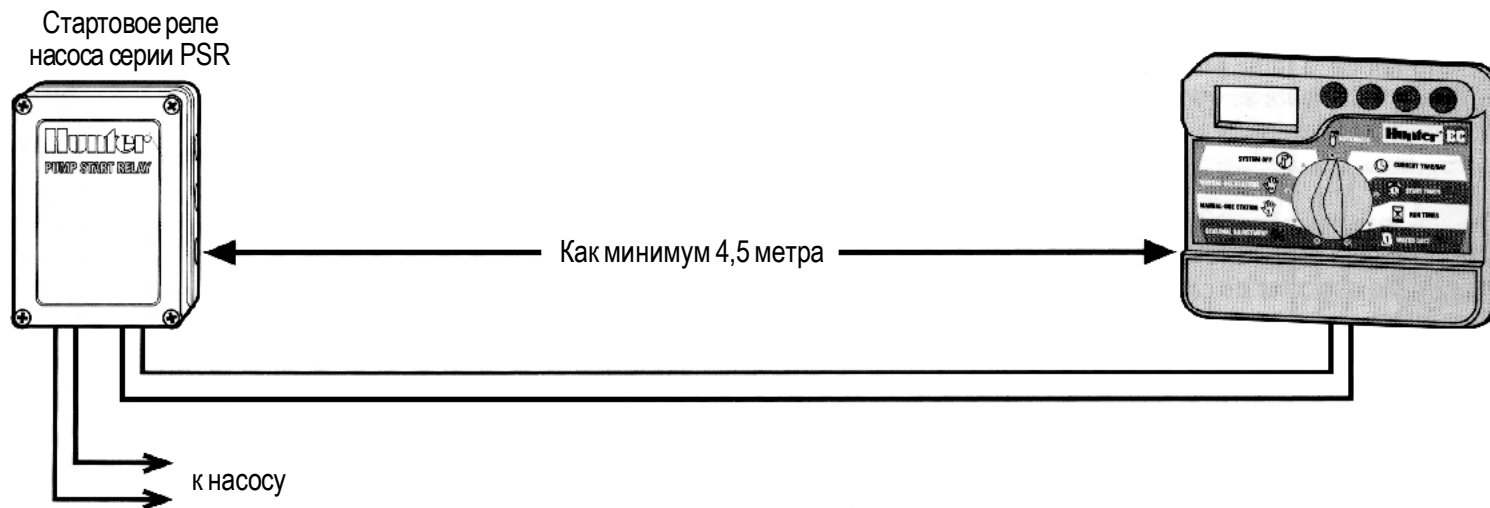 Стартовое реле
насоса серии PSR
Hunter
PUMP START RELAY
Hunter EC
SYSTEM OFF
CURRENT TIME/DAY
START TIMES
MANUAL-ONE STATION
RUN TIMES
SEASONAL ADJUSTMENT
WATER DAYS
Как минимум 4,5 метра
к насосу